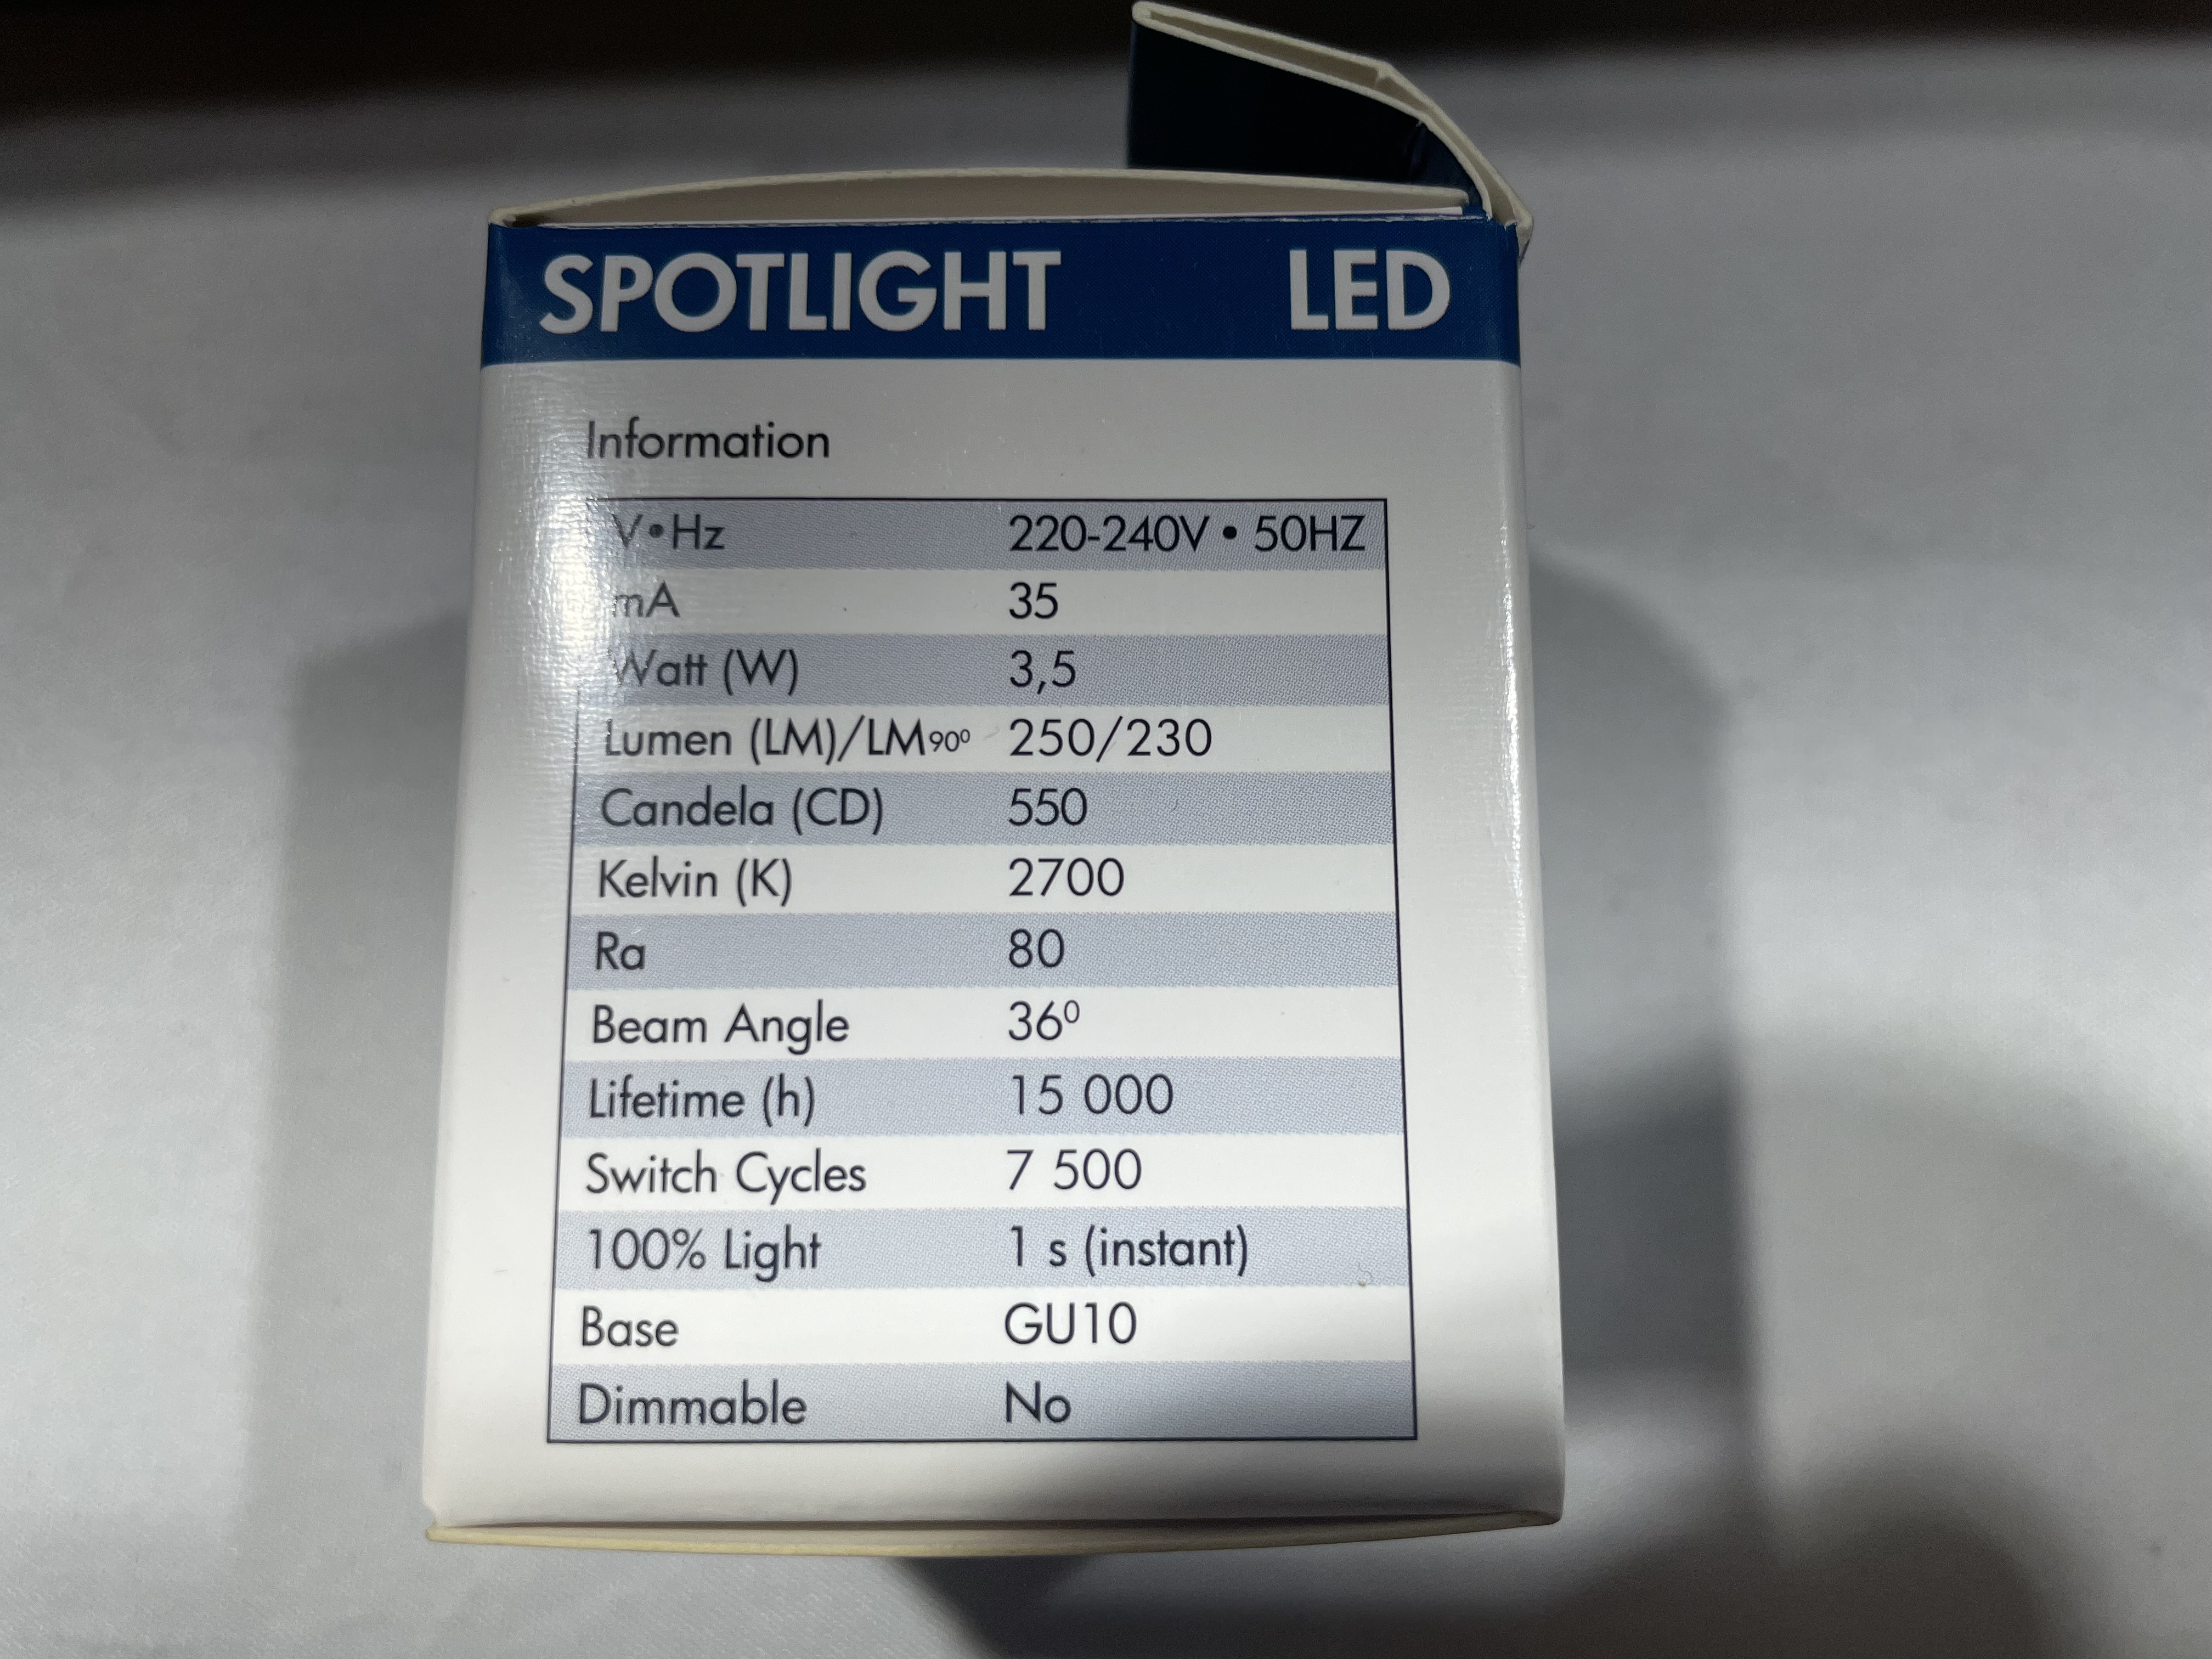 SPOTLIGHT LED
Information
V•Hz 220-240V • 50HZ
mA 35
Watt (W) 3,5
Lumen (LM)/LM90⁰ 250/230
Candela (CD) 550
Kelvin (K) 2700
Ra 80
Beam Angle 36⁰
Lifetime (h) 15 000
Switch Cycles 7 500
100% Light 1 s (instant)
Base GU10
Dimmable No